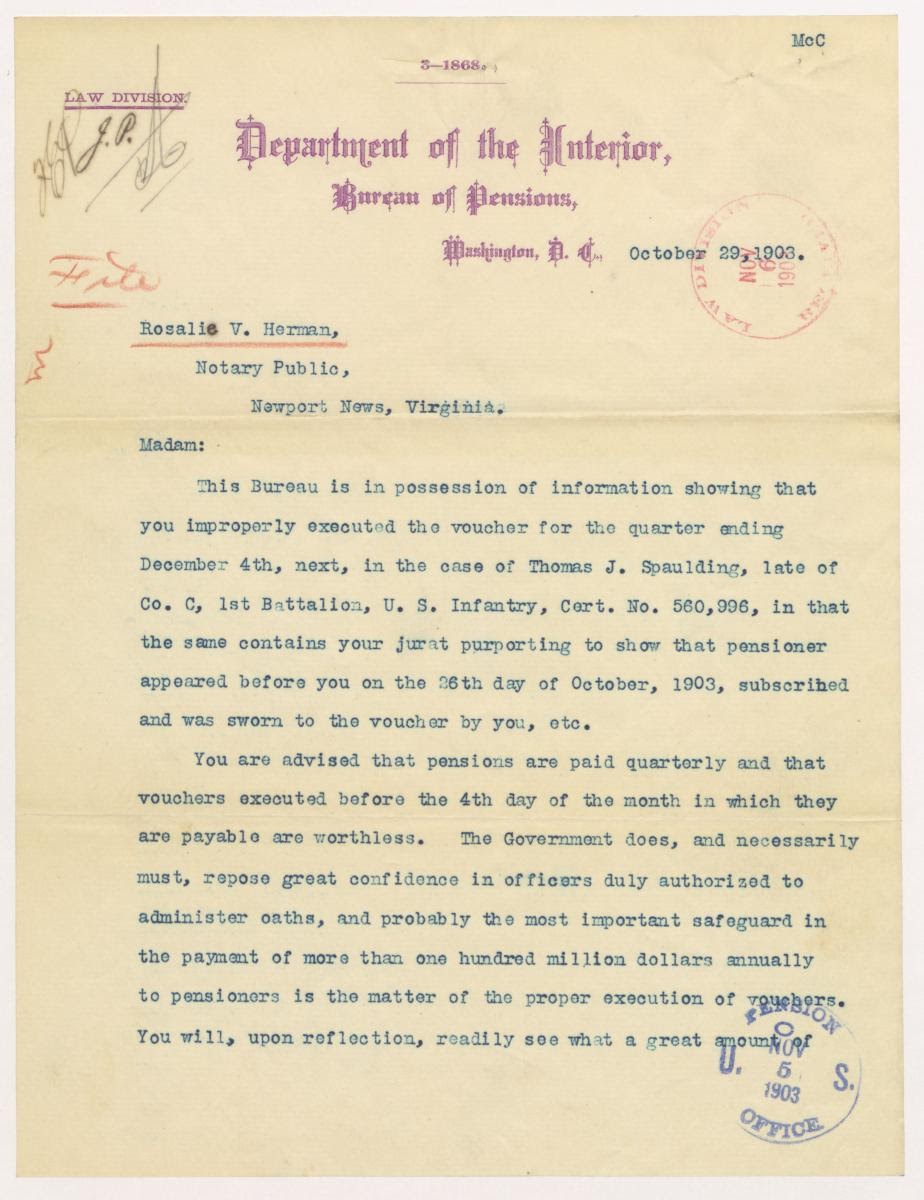 McC
3—1868.
LAW DIVISION.
J. P.
Department of the Interior,
Bureau of Pensions,
Washington, D. C., October 29, 1903.
LAW DIVISION
NOV
6
190
File
Rosalie V. Herman,
Notary Public,
Newport News, Virginia.
Madam:
This Bureau is in possession of information showing that
you improperly executed the voucher for the quarter ending
December 4th, next, in the case of Thomas J. Spaulding, late of
Co. C, 1st Battalion, U. S. Infantry, Cert. No. 560,996, in that
the same contains your jurat purporting to show that pensioner
appeared before you on the 26th day of October, 1903, subscribed
and was sworn to the voucher by you, etc.
You are advised that pensions are paid quarterly and that
vouchers executed before the 4th day of the month in which they
are payable are worthless. The Government does, and necessarily
must, repose great confidence in officers duly authorized to
administer oaths, and probably the most important safeguard in
the payment of more than one hundred million dollars annually
to pensioners is the matter of the proper execution of vouchers.
You will, upon reflection, readily see what a great amount of
PENSION
U. S.
NOV
5
1903
OFFICE